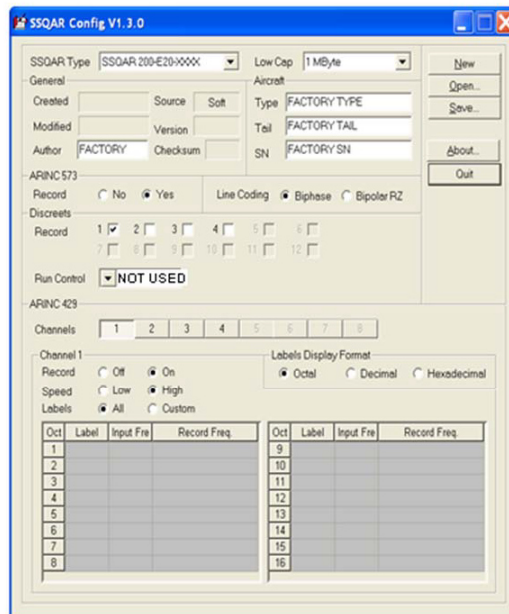 SSQAR Config V1.3.0
SSQAR Type SSQAR 200-E20-XXXX Low Cap 1 MByte New
General Aircraft Open...
Created Source Soft Type FACTORY TYPE Save...
Modified Version Tail FACTORY TAIL
Author FACTORY Checksum SN FACTORY SN About...
Quit
ARINC 573
Record No Yes Line Coding Biphase Bipolar RZ
Discreets
Record 1 2 3 4 5 6
7 8 9 10 11 12
Run Control NOT USED
ARINC 429
Channels 1 2 3 4 5 6 7 8
Channel 1 Labels Display Format
Record Off On Octal Decimal Hexadecimal
Speed Low High
Labels All Custom
Oct Label Input Fre Record Freq. Oct Label Input Fre Record Freq.
1 9
2 10
3 11
4 12
5 13
6 14
7 15
8 16